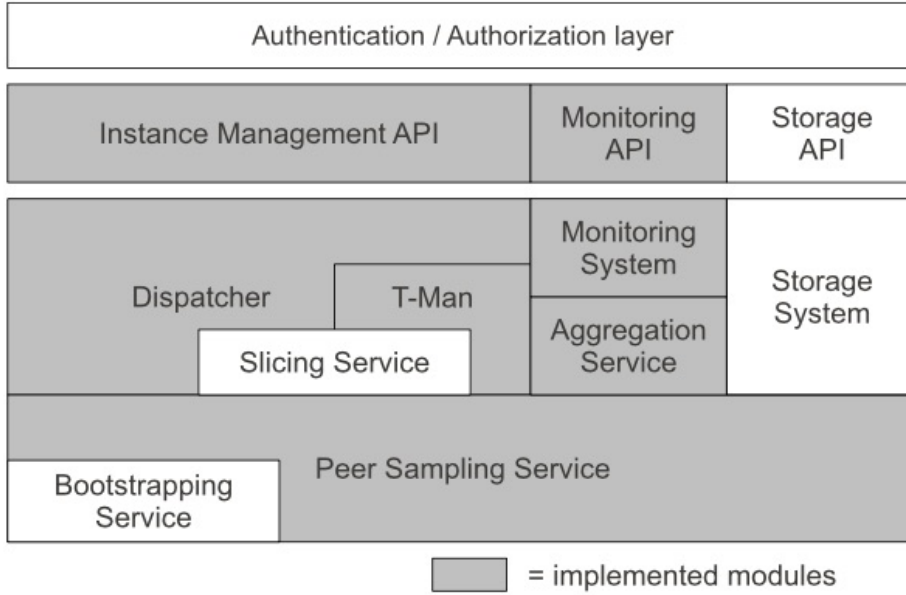 Authentication / Authorization layer
Instance Management API
Monitoring
API
Storage
API
Dispatcher
T-Man
Slicing Service
Monitoring
System
Aggregation
Service
Storage
System
Peer Sampling Service
Bootstrapping
Service
= implemented modules